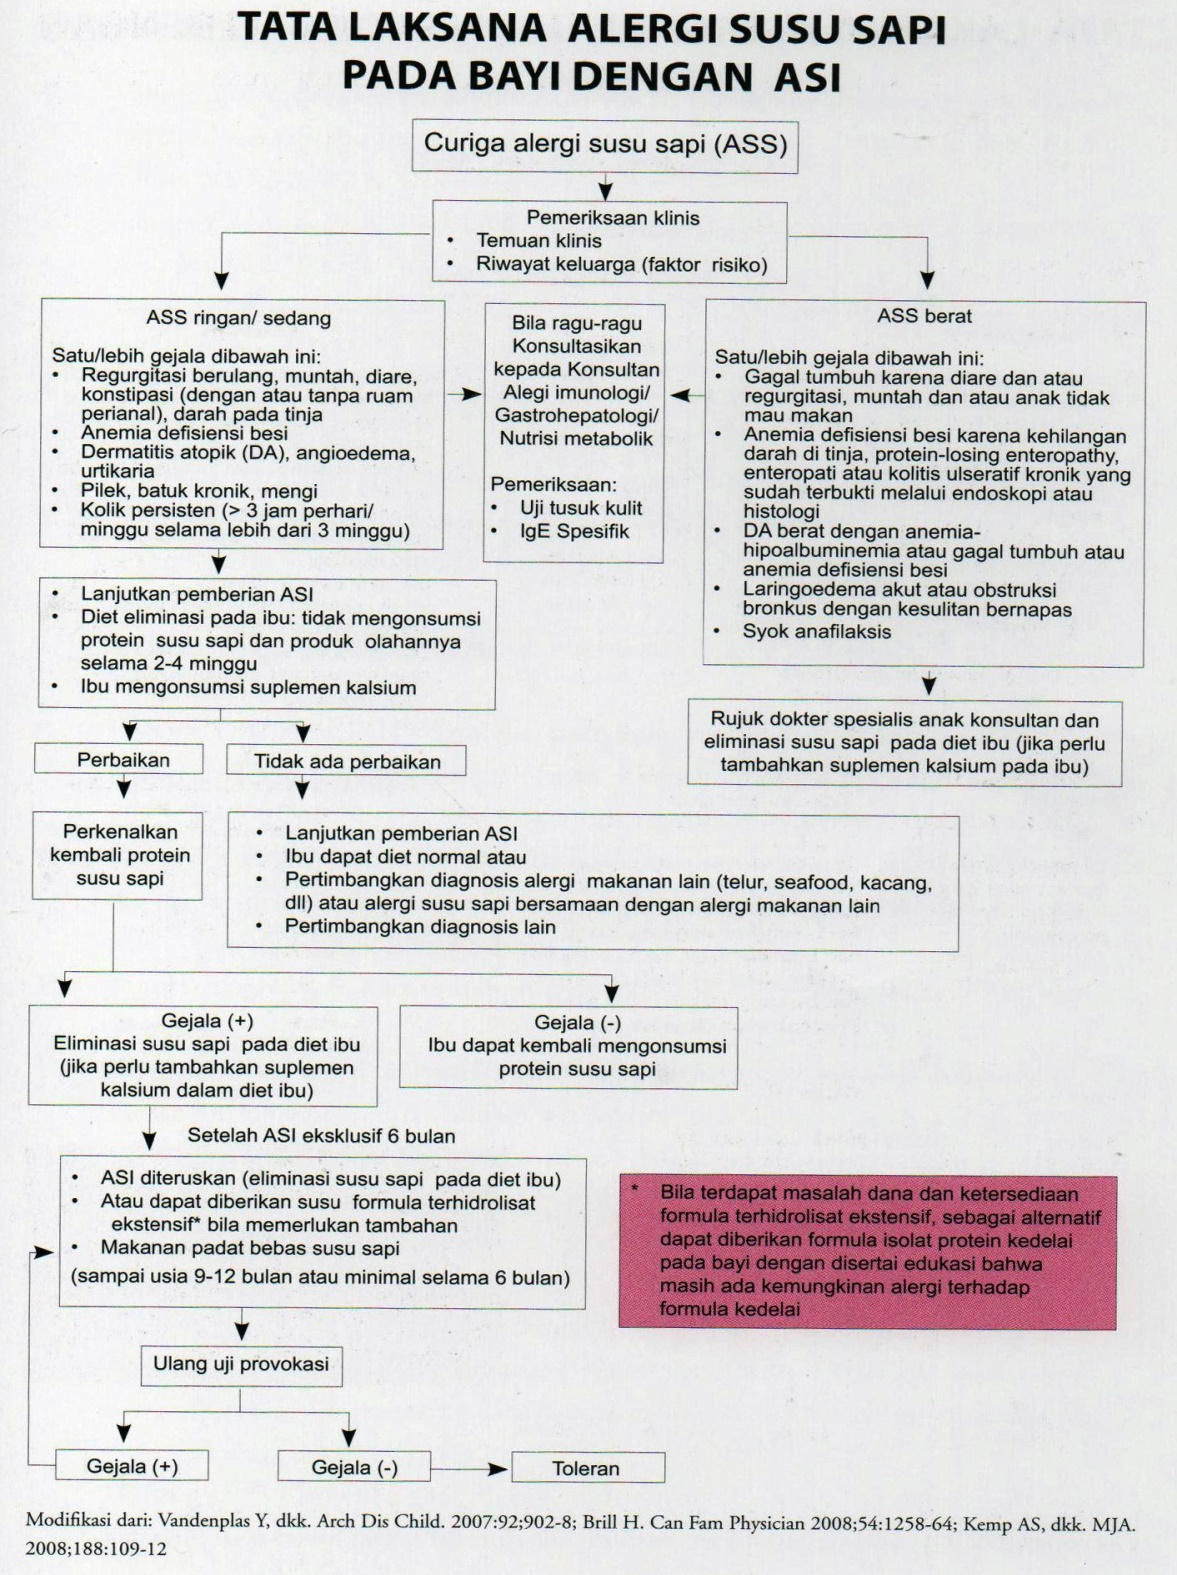 TATA LAKSANA ALERGI SUSU SAPI
PADA BAYI DENGAN ASI
Curiga alergi susu sapi (ASS)
Pemeriksaan klinis
• Temuan klinis
• Riwayat keluarga (faktor risiko)
ASS ringan/ sedang
Satu/lebih gejala dibawah ini:
• Regurgitasi berulang, muntah, diare,
konstipasi (dengan atau tanpa ruam
perianal), darah pada tinja
• Anemia defisiensi besi
• Dermatitis atopik (DA), angioedema,
urtikaria
• Pilek, batuk kronik, mengi
• Kolik persisten (> 3 jam perhari/
minggu selama lebih dari 3 minggu)
Bila ragu-ragu
Konsultasikan
kepada Konsultan
Alegi imunologi/
Gastrohepatologi/
Nutrisi metabolik
Pemeriksaan:
• Uji tusuk kulit
• IgE Spesifik
ASS berat
Satu/lebih gejala dibawah ini:
• Gagal tumbuh karena diare dan atau
regurgitasi, muntah dan atau anak tidak
mau makan
• Anemia defisiensi besi karena kehilangan
darah di tinja, protein-losing enteropathy,
enteropati atau kolitis ulseratif kronik yang
sudah terbukti melalui endoskopi atau
histologi
• DA berat dengan anemia-
hipoalbuminemia atau gagal tumbuh atau
anemia defisiensi besi
• Laringoedema akut atau obstruksi
bronkus dengan kesulitan bernapas
• Syok anafilaksis
• Lanjutkan pemberian ASI
• Diet eliminasi pada ibu: tidak mengonsumsi
protein susu sapi dan produk olahannya
selama 2-4 minggu
• Ibu mengonsumsi suplemen kalsium
Rujuk dokter spesialis anak konsultan dan
eliminasi susu sapi pada diet ibu (jika perlu
tambahkan suplemen kalsium pada ibu)
Perbaikan
Tidak ada perbaikan
Perkenalkan
kembali protein
susu sapi
• Lanjutkan pemberian ASI
• Ibu dapat diet normal atau
• Pertimbangkan diagnosis alergi makanan lain (telur, seafood, kacang,
dll) atau alergi susu sapi bersamaan dengan alergi makanan lain
• Pertimbangkan diagnosis lain
Gejala (+)
Eliminasi susu sapi pada diet ibu
(jika perlu tambahkan suplemen
kalsium dalam diet ibu)
Gejala (-)
Ibu dapat kembali mengonsumsi
protein susu sapi
Setelah ASI eksklusif 6 bulan
• ASI diteruskan (eliminasi susu sapi pada diet ibu)
• Atau dapat diberikan susu formula terhidrolisat
ekstensif* bila memerlukan tambahan
• Makanan padat bebas susu sapi
(sampai usia 9-12 bulan atau minimal selama 6 bulan)
* Bila terdapat masalah dana dan ketersediaan
formula terhidrolisat ekstensif, sebagai alternatif
dapat diberikan formula isolat protein kedelai
pada bayi dengan disertai edukasi bahwa
masih ada kemungkinan alergi terhadap
formula kedelai
Ulang uji provokasi
Gejala (+)
Gejala (-)
Toleran
Modifikasi dari: Vandenplas Y, dkk. Arch Dis Child. 2007:92;902-8; Brill H. Can Fam Physician 2008;54:1258-64; Kemp AS, dkk. MJA.
2008;188:109-12